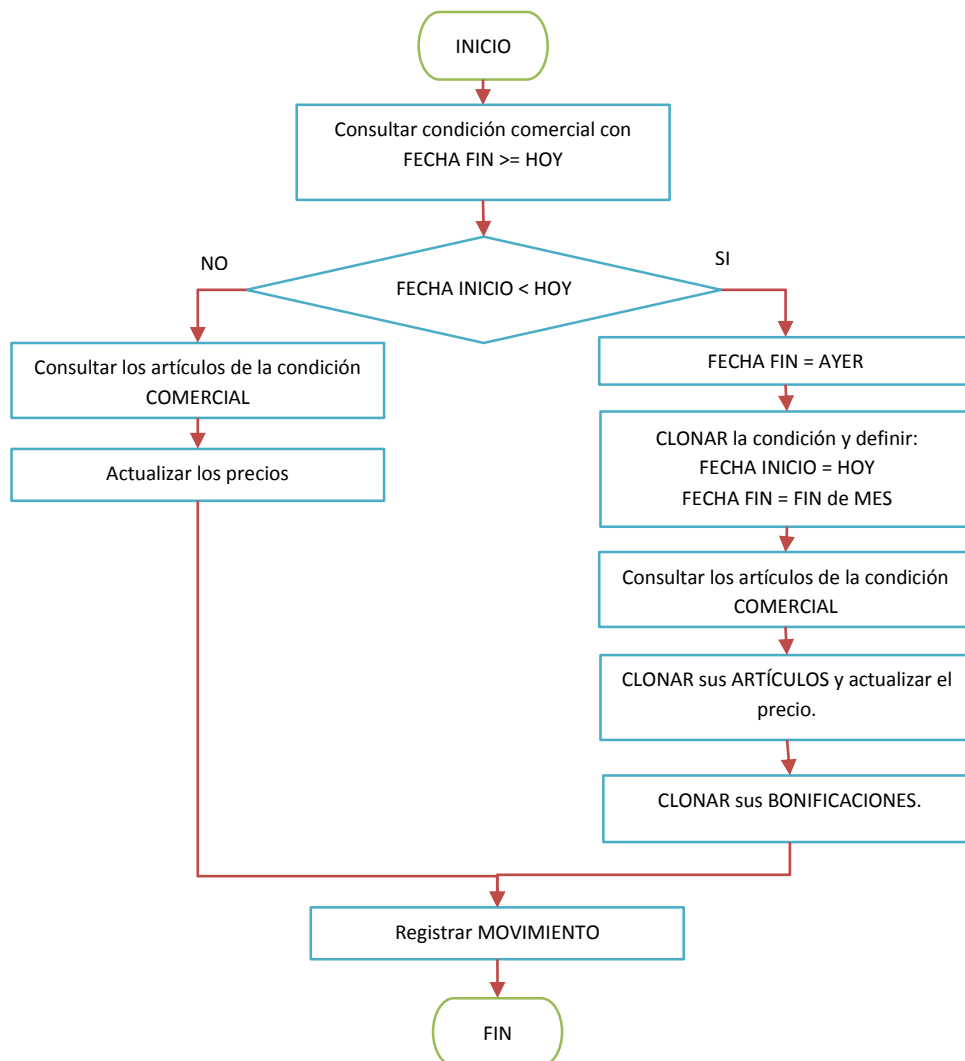 INICIO
Consultar condición comercial con
FECHA FIN >= HOY
NO
SI
FECHA INICIO < HOY
Consultar los artículos de la condición
COMERCIAL
Actualizar los precios
FECHA FIN = AYER
CLONAR la condición y definir:
FECHA INICIO = HOY
FECHA FIN = FIN de MES
Consultar los artículos de la condición
COMERCIAL
CLONAR sus ARTÍCULOS y actualizar el
precio.
CLONAR sus BONIFICACIONES.
Registrar MOVIMIENTO
FIN